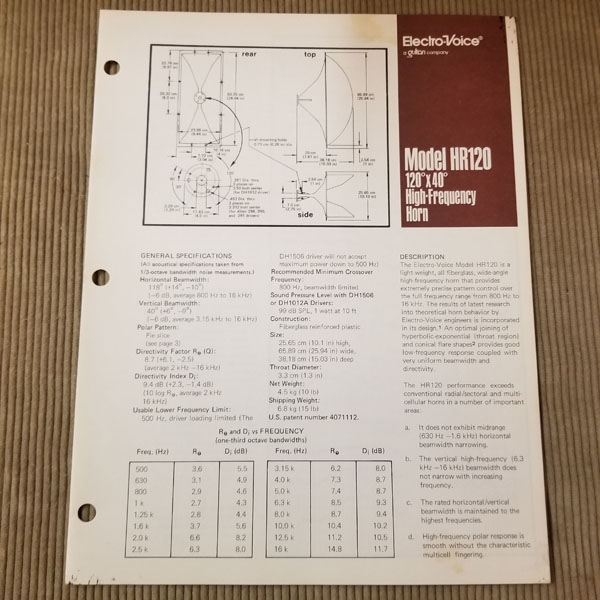 Electro-Voice®
a gulton company
Model HR120
120°x40°
High-Frequency
Horn
rear
top
side
GENERAL SPECIFICATIONS
(All acoustical specifications taken from
1/3-octave bandwidth noise measurements.)
Horizontal Beamwidth:
118° (+14°, −10°)
(−6 dB, average 800 Hz to 16 kHz)
Vertical Beamwidth:
40° (+6°, −9°)
(−6 dB, average 3.15 kHz to 16 kHz)
Polar Pattern:
Pie slice
(see page 3)
Directivity Factor Rθ (Q):
8.7 (+6.1, −2.5)
(average 2 kHz −16 kHz)
Directivity Index Di:
9.4 dB (+2.3, −1.4 dB)
(10 log Rθ, average 2 kHz
16 kHz)
Usable Lower Frequency Limit:
500 Hz, driver loading limited (The
DH1506 driver will not accept
maximum power down to 500 Hz)
Recommended Minimum Crossover
Frequency:
800 Hz, beamwidth limited
Sound Pressure Level with DH1506
or DH1012A Drivers:
99 dB SPL, 1 watt at 10 ft
Construction:
Fiberglass reinforced plastic
Size:
25.65 cm (10.1 in) high,
65.89 cm (25.94 in) wide,
38.18 cm (15.03 in) deep
Throat Diameter:
3.3 cm (1.3 in)
Net Weight:
4.5 kg (10 lb)
Shipping Weight:
6.8 kg (15 lb)
U.S. patent number 4071112.
DESCRIPTION
The Electro-Voice Model HR120 is a
light weight, all fiberglass, wide-angle
high-frequency horn that provides
extremely precise pattern control over
the full frequency range from 800 Hz to
16 kHz. The results of latest research
into theoretical horn behavior by
Electro-Voice engineers is incorporated
in its design.¹ An optimal joining of
hyperbolic-exponential (throat region)
and conical flare shapes² provides good
low-frequency response coupled with
very uniform beamwidth and
directivity.
The HR120 performance exceeds
conventional radial/sectoral and multi-
cellular horns in a number of important
areas:
a. It does not exhibit midrange
(630 Hz −1.6 kHz) horizontal
beamwidth narrowing.
b. The vertical high-frequency (6.3
kHz −16 kHz) beamwidth does
not narrow with increasing
frequency.
c. The rated horizontal/vertical
beamwidth is maintained to the
highest frequencies.
d. High-frequency polar response is
smooth without the characteristic
multicell fingering.
Rθ and Di vs FREQUENCY
(one-third octave bandwidths)
Freq. (Hz) Rθ Di (dB) Freq. (Hz) Rθ Di (dB)
500 3.6 5.5 3.15 k 6.2 8.0
630 3.1 4.9 4.0 k 7.3 8.7
800 2.9 4.6 5.0 k 7.4 8.7
1 k 2.7 4.3 6.3 k 8.5 9.3
1.25 k 2.8 4.4 8.0 k 8.7 9.4
1.6 k 3.7 5.6 10.0 k 10.4 10.2
2.0 k 6.6 8.2 12.5 k 11.2 10.5
2.5 k 6.3 8.0 16 k 14.8 11.7